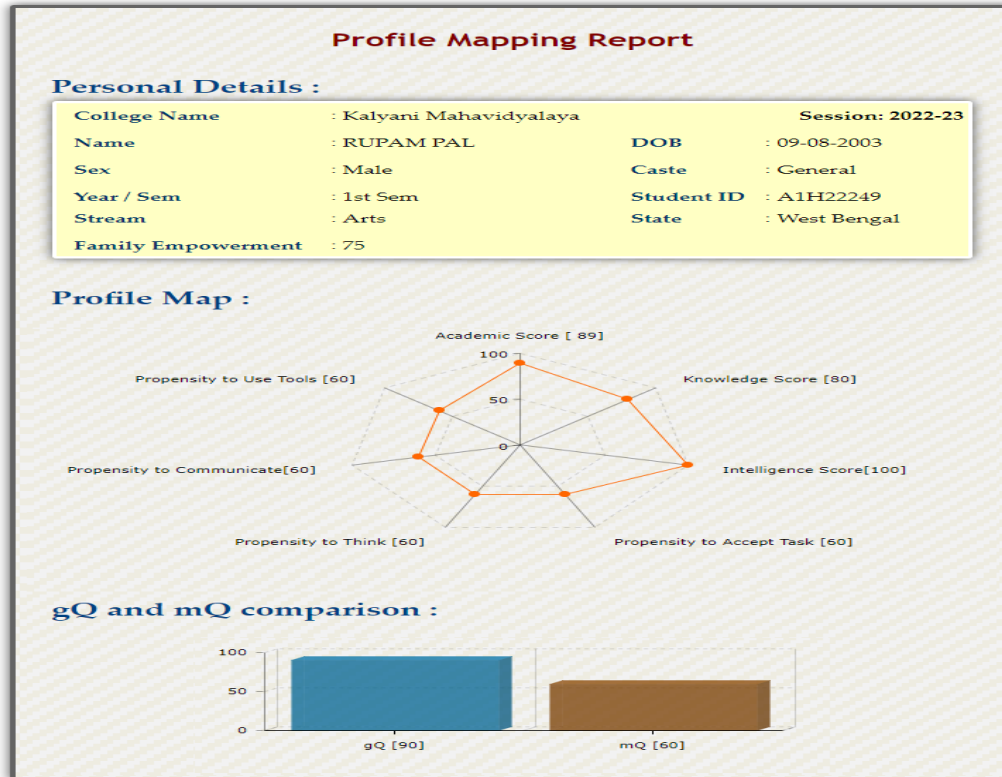 Profile Mapping Report
Personal Details :
College Name : Kalyani Mahavidyalaya Session: 2022-23
Name : RUPAM PAL DOB : 09-08-2003
Sex : Male Caste : General
Year / Sem : 1st Sem Student ID : A1H22249
Stream : Arts State : West Bengal
Family Empowerment : 75
Profile Map :
Academic Score [ 89]
100
Propensity to Use Tools [60] Knowledge Score [80]
50
0
Propensity to Communicate[60] Intelligence Score[100]
Propensity to Think [60] Propensity to Accept Task [60]
gQ and mQ comparison :
100
50
0
gQ [90] mQ [60]